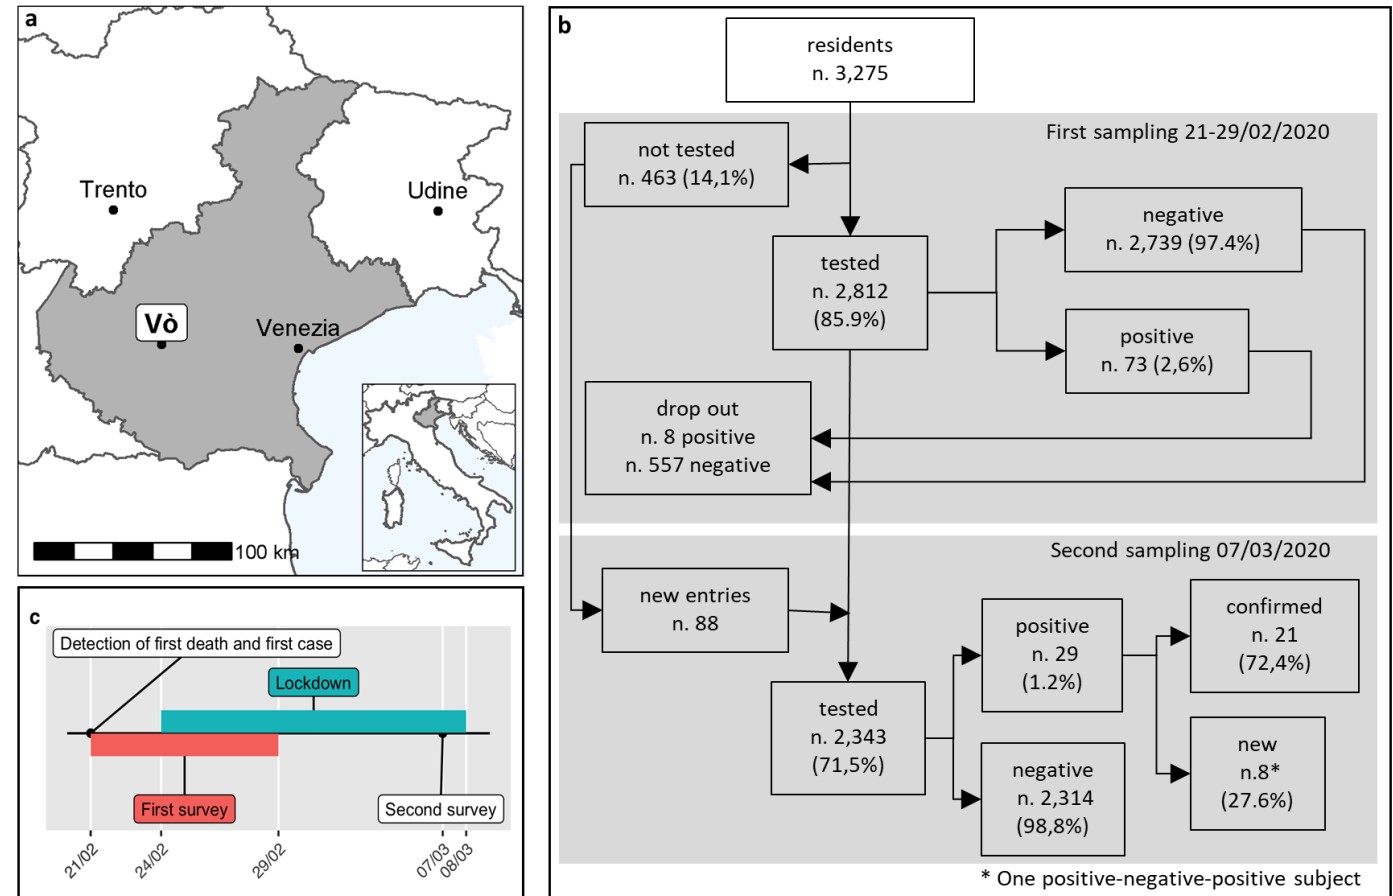 a
Trento
Udine
Vò
Venezia
100 km
b
residents
n. 3,275
First sampling 21-29/02/2020
not tested
n. 463 (14,1%)
negative
n. 2,739 (97.4%)
tested
n. 2,812
(85.9%)
positive
n. 73 (2,6%)
drop out
n. 8 positive
n. 557 negative
Second sampling 07/03/2020
new entries
n. 88
positive
n. 29
(1.2%)
confirmed
n. 21
(72,4%)
tested
n. 2,343
(71,5%)
negative
n. 2,314
(98,8%)
new
n.8*
(27.6%)
* One positive-negative-positive subject
c
Detection of first death and first case
Lockdown
First survey
Second survey
21/02
24/02
29/02
07/03
08/03